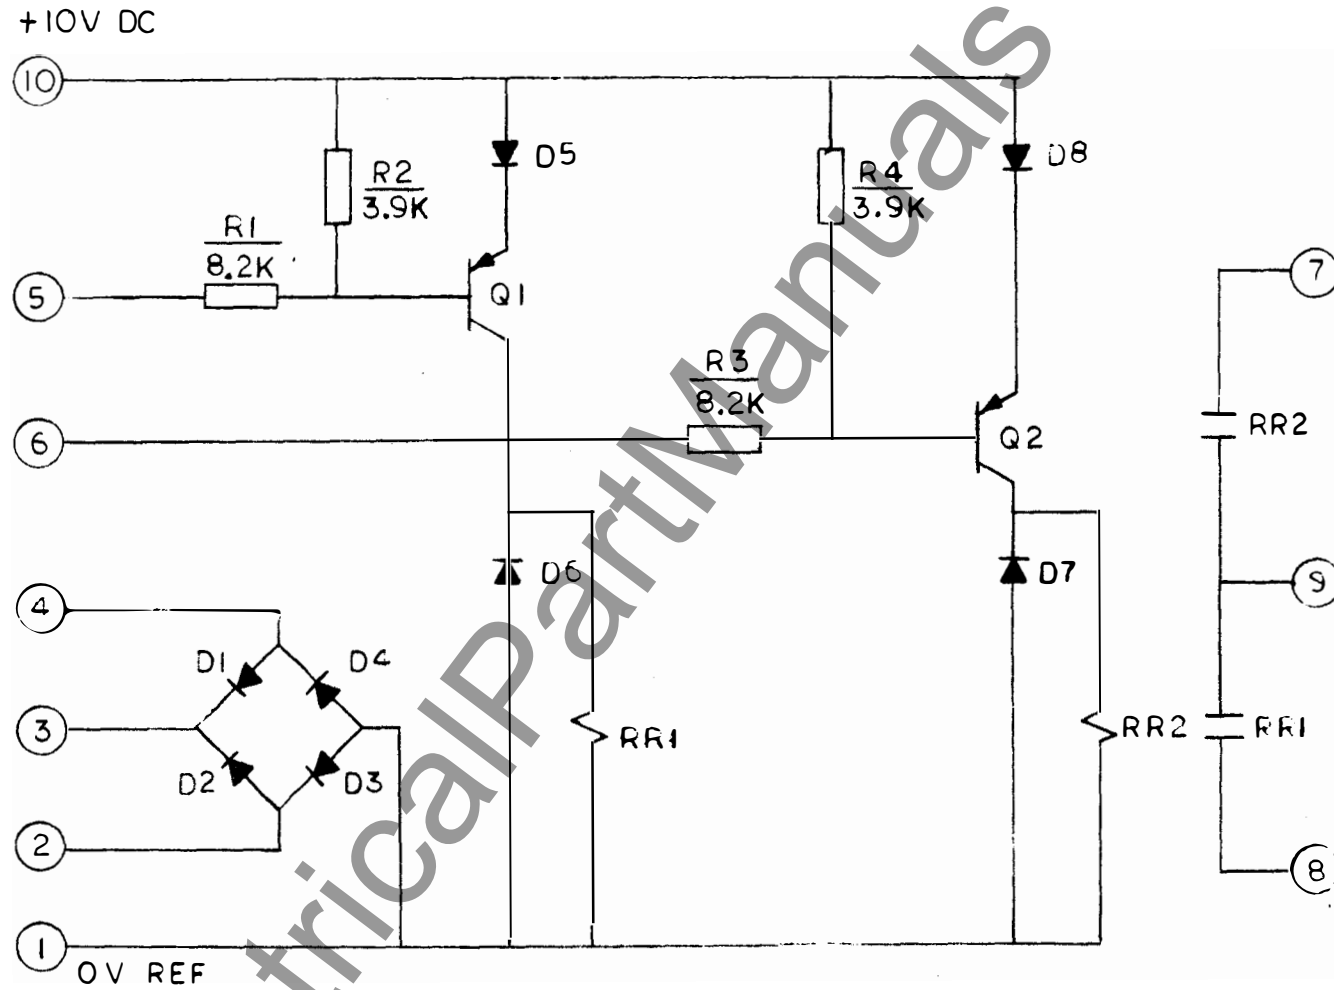 +10V DC
10
D5
D8
R2
3.9K
R4
3.9K
R1
8.2K
7
5
Q1
R3
8.2K
6
Q2
RR2
D6
D7
9
4
D1
D4
3
RR1
RR2
RR1
D2
D3
2
8
1
0V REF
tricalPartManuals